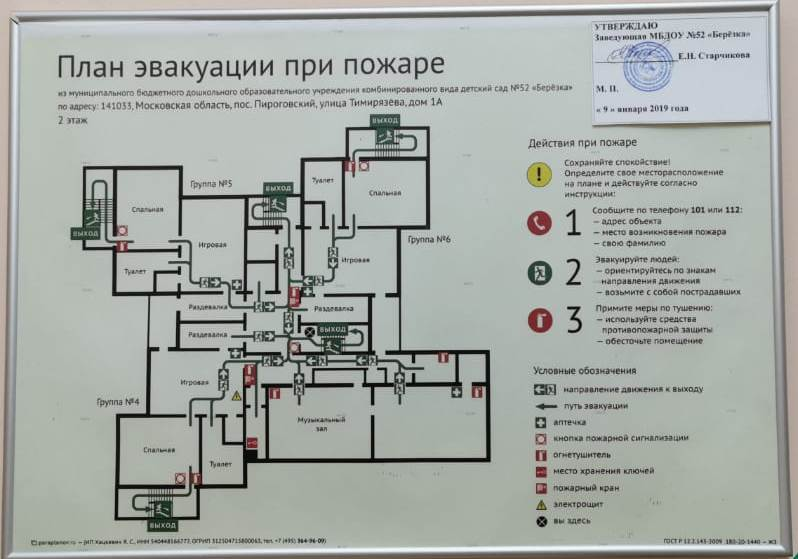 УТВЕРЖДАЮ
Заведующая МБДОУ №52 «Берёзка»
Е.Н. Старчикова
М. П.
« 9 » января 2019 года
План эвакуации при пожаре
из муниципального бюджетного дошкольного образовательного учреждения комбинированного вида детский сад №52 «Берёзка»
по адресу: 141033, Московская область, пос. Пироговский, улица Тимирязева, дом 1А
2 этаж
ВЫХОД
Группа №5
Туалет
Спальная
ВЫХОД
Спальная
ВЫХОД
Игровая
Группа №6
Игровая
Туалет
Раздевалка
Раздевалка
Раздевалка
ВЫХОД
Игровая
Группа №4
Музыкальный
зал
Спальная
Туалет
ВЫХОД
Действия при пожаре
Сохраняйте спокойствие!
Определите свое месторасположение
на плане и действуйте согласно
инструкции:
1
Сообщите по телефону 101 или 112:
– адрес объекта
– место возникновения пожара
– свою фамилию
2
Эвакуируйте людей:
– ориентируйтесь по знакам
направления движения
– возьмите с собой пострадавших
3
Примите меры по тушению:
– используйте средства
противопожарной защиты
– обесточьте помещение
Условные обозначения
направление движения к выходу
путь эвакуации
аптечка
кнопка пожарной сигнализации
огнетушитель
место хранения ключей
пожарный кран
электрощит
вы здесь
ГОСТ Р 12.2.143-2009